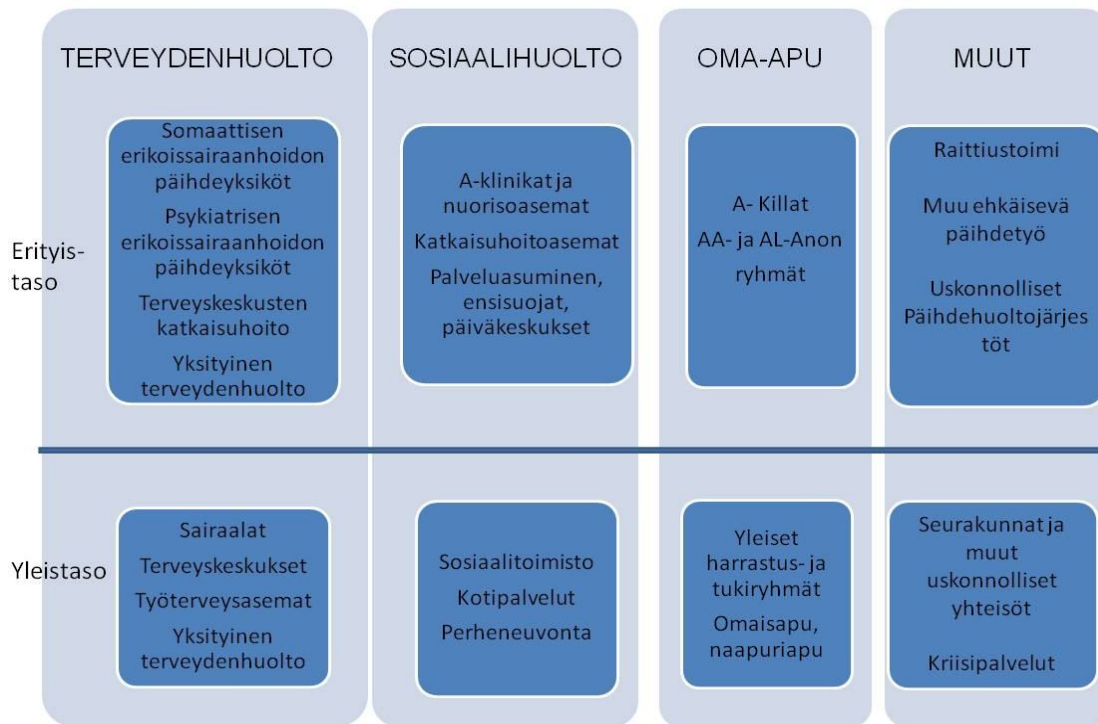 TERVEYDENHUOLTO
SOSIAALIHUOLTO
OMA-APU
MUUT
Erityis-
taso
Somaattisen
erikoissairaanhoidon
päihdeyksiköt
Psykiatrisen
erikoissairaanhoidon
päihdeyksiköt
Terveyskeskusten
katkaisuhoito
Yksityinen
terveydenhuolto
A-klinikat ja
nuorisoasemat
Katkaisuhoitoasemat
Palveluasuminen,
ensisuojat,
päiväkeskukset
A- Killat
AA- ja AL-Anon
ryhmät
Raittiustoimi
Muu ehkäisevä
päihdetyö
Uskonnolliset
Päihdehuoltojärjes
töt
Yleistaso
Sairaalat
Terveyskeskukset
Työterveysasemat
Yksityinen
terveydenhuolto
Sosiaalitoimisto
Kotipalvelut
Perheneuvonta
Yleiset
harrastus- ja
tukiryhmät
Omaisapu,
naapuriapu
Seurakunnat ja
muut
uskonnolliset
yhteisöt
Kriisipalvelut